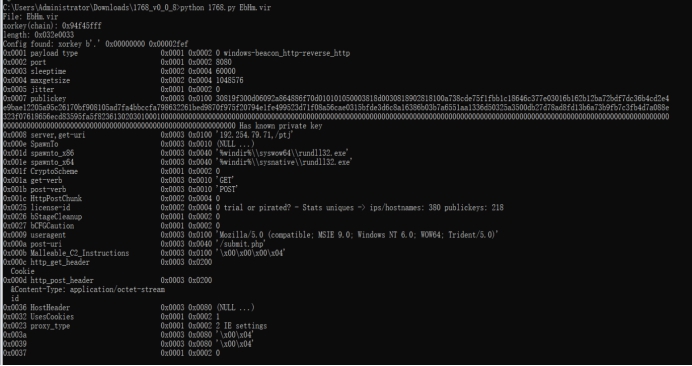 C:\Users\Administrator\Downloads\1768_v0_0_8>python 1768.py EbHm.vir
File: EbHm.vir
xorkey(chain): 0x94f45fff
length: 0x032e0033
Config found: xorkey b'.' 0x00000000 0x00002fef
0x0001 payload type 0x0001 0x0002 0 windows-beacon_http-reverse_http
0x0002 port 0x0001 0x0002 8080
0x0003 sleeptime 0x0002 0x0004 60000
0x0004 maxgetsize 0x0002 0x0004 1048576
0x0005 jitter 0x0001 0x0002 0
0x0007 publickey 0x0003 0x0100
Has known private key
0x0008 server,get-uri 0x0003 0x0100 '192.254.79.71,/ptj'
0x000e SpawnTo 0x0003 0x0010 (NULL ...)
0x001d spawnto_x86 0x0003 0x0040 '%windir%\\syswow64\\rundll32.exe'
0x001e spawnto_x64 0x0003 0x0040 '%windir%\\sysnative\\rundll32.exe'
0x001f CryptoScheme 0x0001 0x0002 0
0x001a get-verb 0x0003 0x0010 'GET'
0x001b post-verb 0x0003 0x0010 'POST'
0x001c HttpPostChunk 0x0002 0x0004 0
0x0025 license-id 0x0002 0x0004 0 trial or pirated? - Stats uniques -> ips/hostnames: 380 publickeys: 218
0x0026 bStageCleanup 0x0001 0x0002 0
0x0027 bCFGCaution 0x0001 0x0002 0
0x0009 useragent 0x0003 0x0100 'Mozilla/5.0 (compatible; MSIE 9.0; Windows NT 6.0; WOW64; Trident/5.0)'
0x000a post-uri 0x0003 0x0040 '/submit.php'
0x000b Malleable_C2_Instructions 0x0003 0x0100 '\x00\x00\x00\x04'
0x000c http_get_header 0x0003 0x0200
Cookie
0x000d http_post_header 0x0003 0x0200
&Content-Type: application/octet-stream
id
0x0036 HostHeader 0x0003 0x0080 (NULL ...)
0x0032 UsesCookies 0x0001 0x0002 1
0x0023 proxy_type 0x0001 0x0002 2 IE settings
0x003a 0x0003 0x0080 '\x00\x04'
0x0039 0x0003 0x0080 '\x00\x04'
0x0037 0x0001 0x0002 0